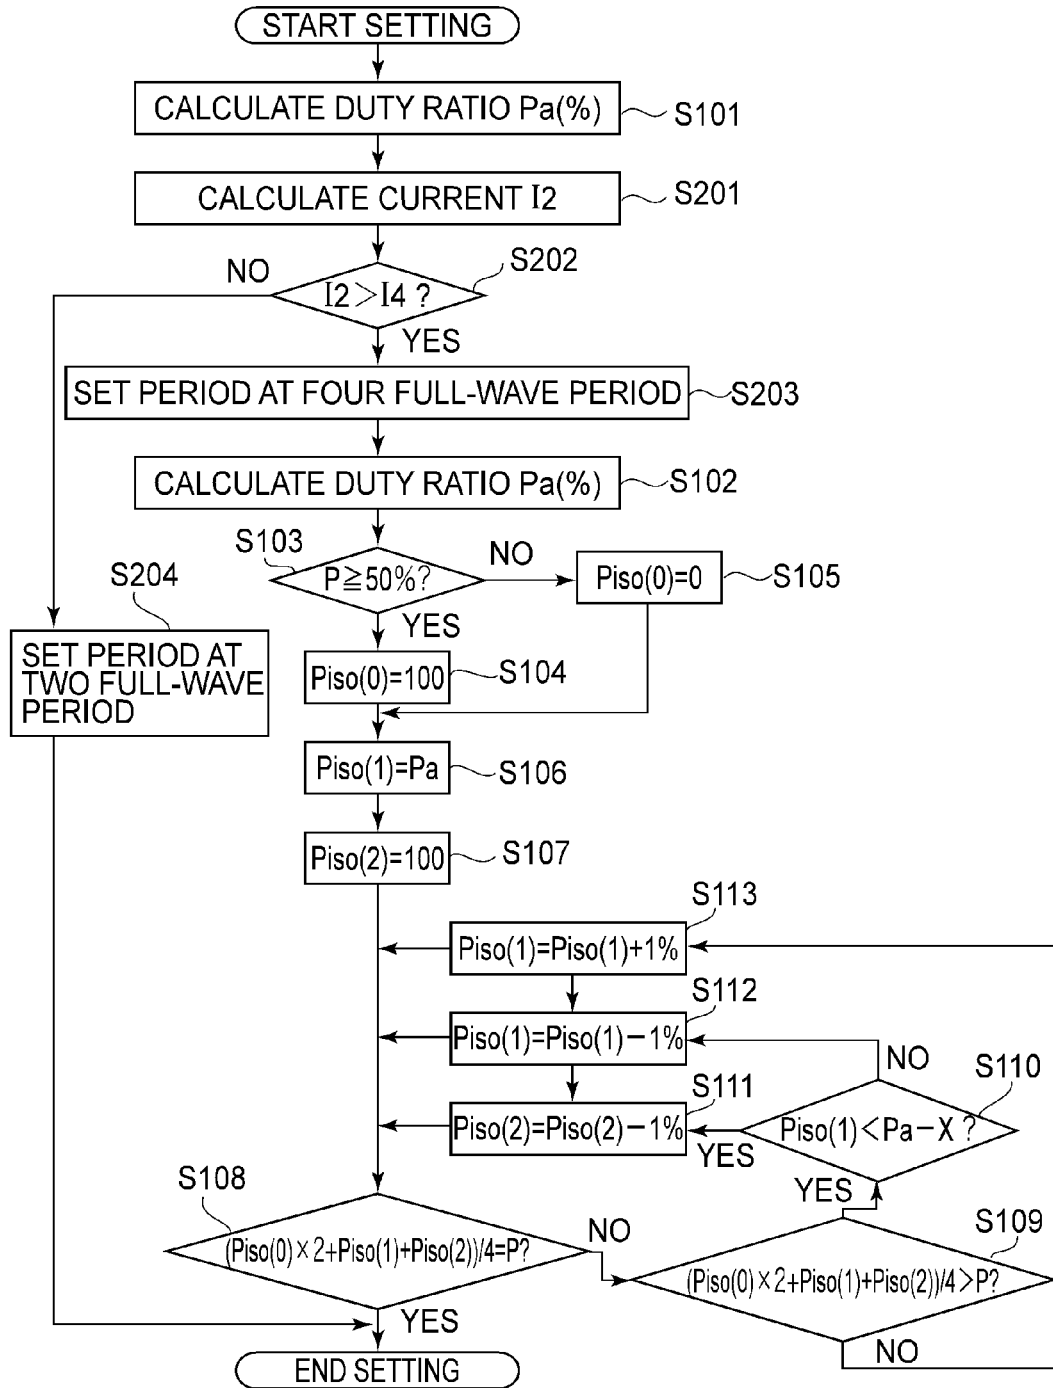 START SETTING
CALCULATE DUTY RATIO Pa(%)
S101
CALCULATE CURRENT I2
S201
S202
NO
I2>I4 ?
YES
SET PERIOD AT FOUR FULL-WAVE PERIOD
S203
CALCULATE DUTY RATIO Pa(%)
S102
S103
NO
P≧50%?
Piso(0)=0
S105
S204
YES
SET PERIOD AT
TWO FULL-WAVE
PERIOD
Piso(0)=100
S104
Piso(1)=Pa
S106
Piso(2)=100
S107
S113
Piso(1)=Piso(1)+1%
S112
Piso(1)=Piso(1)−1%
NO
S110
S111
Piso(2)=Piso(2)−1%
Piso(1)<Pa−X ?
YES
S108
YES
S109
NO
(Piso(0)×2+Piso(1)+Piso(2))/4=P?
(Piso(0)×2+Piso(1)+Piso(2))/4>P?
YES
NO
END SETTING